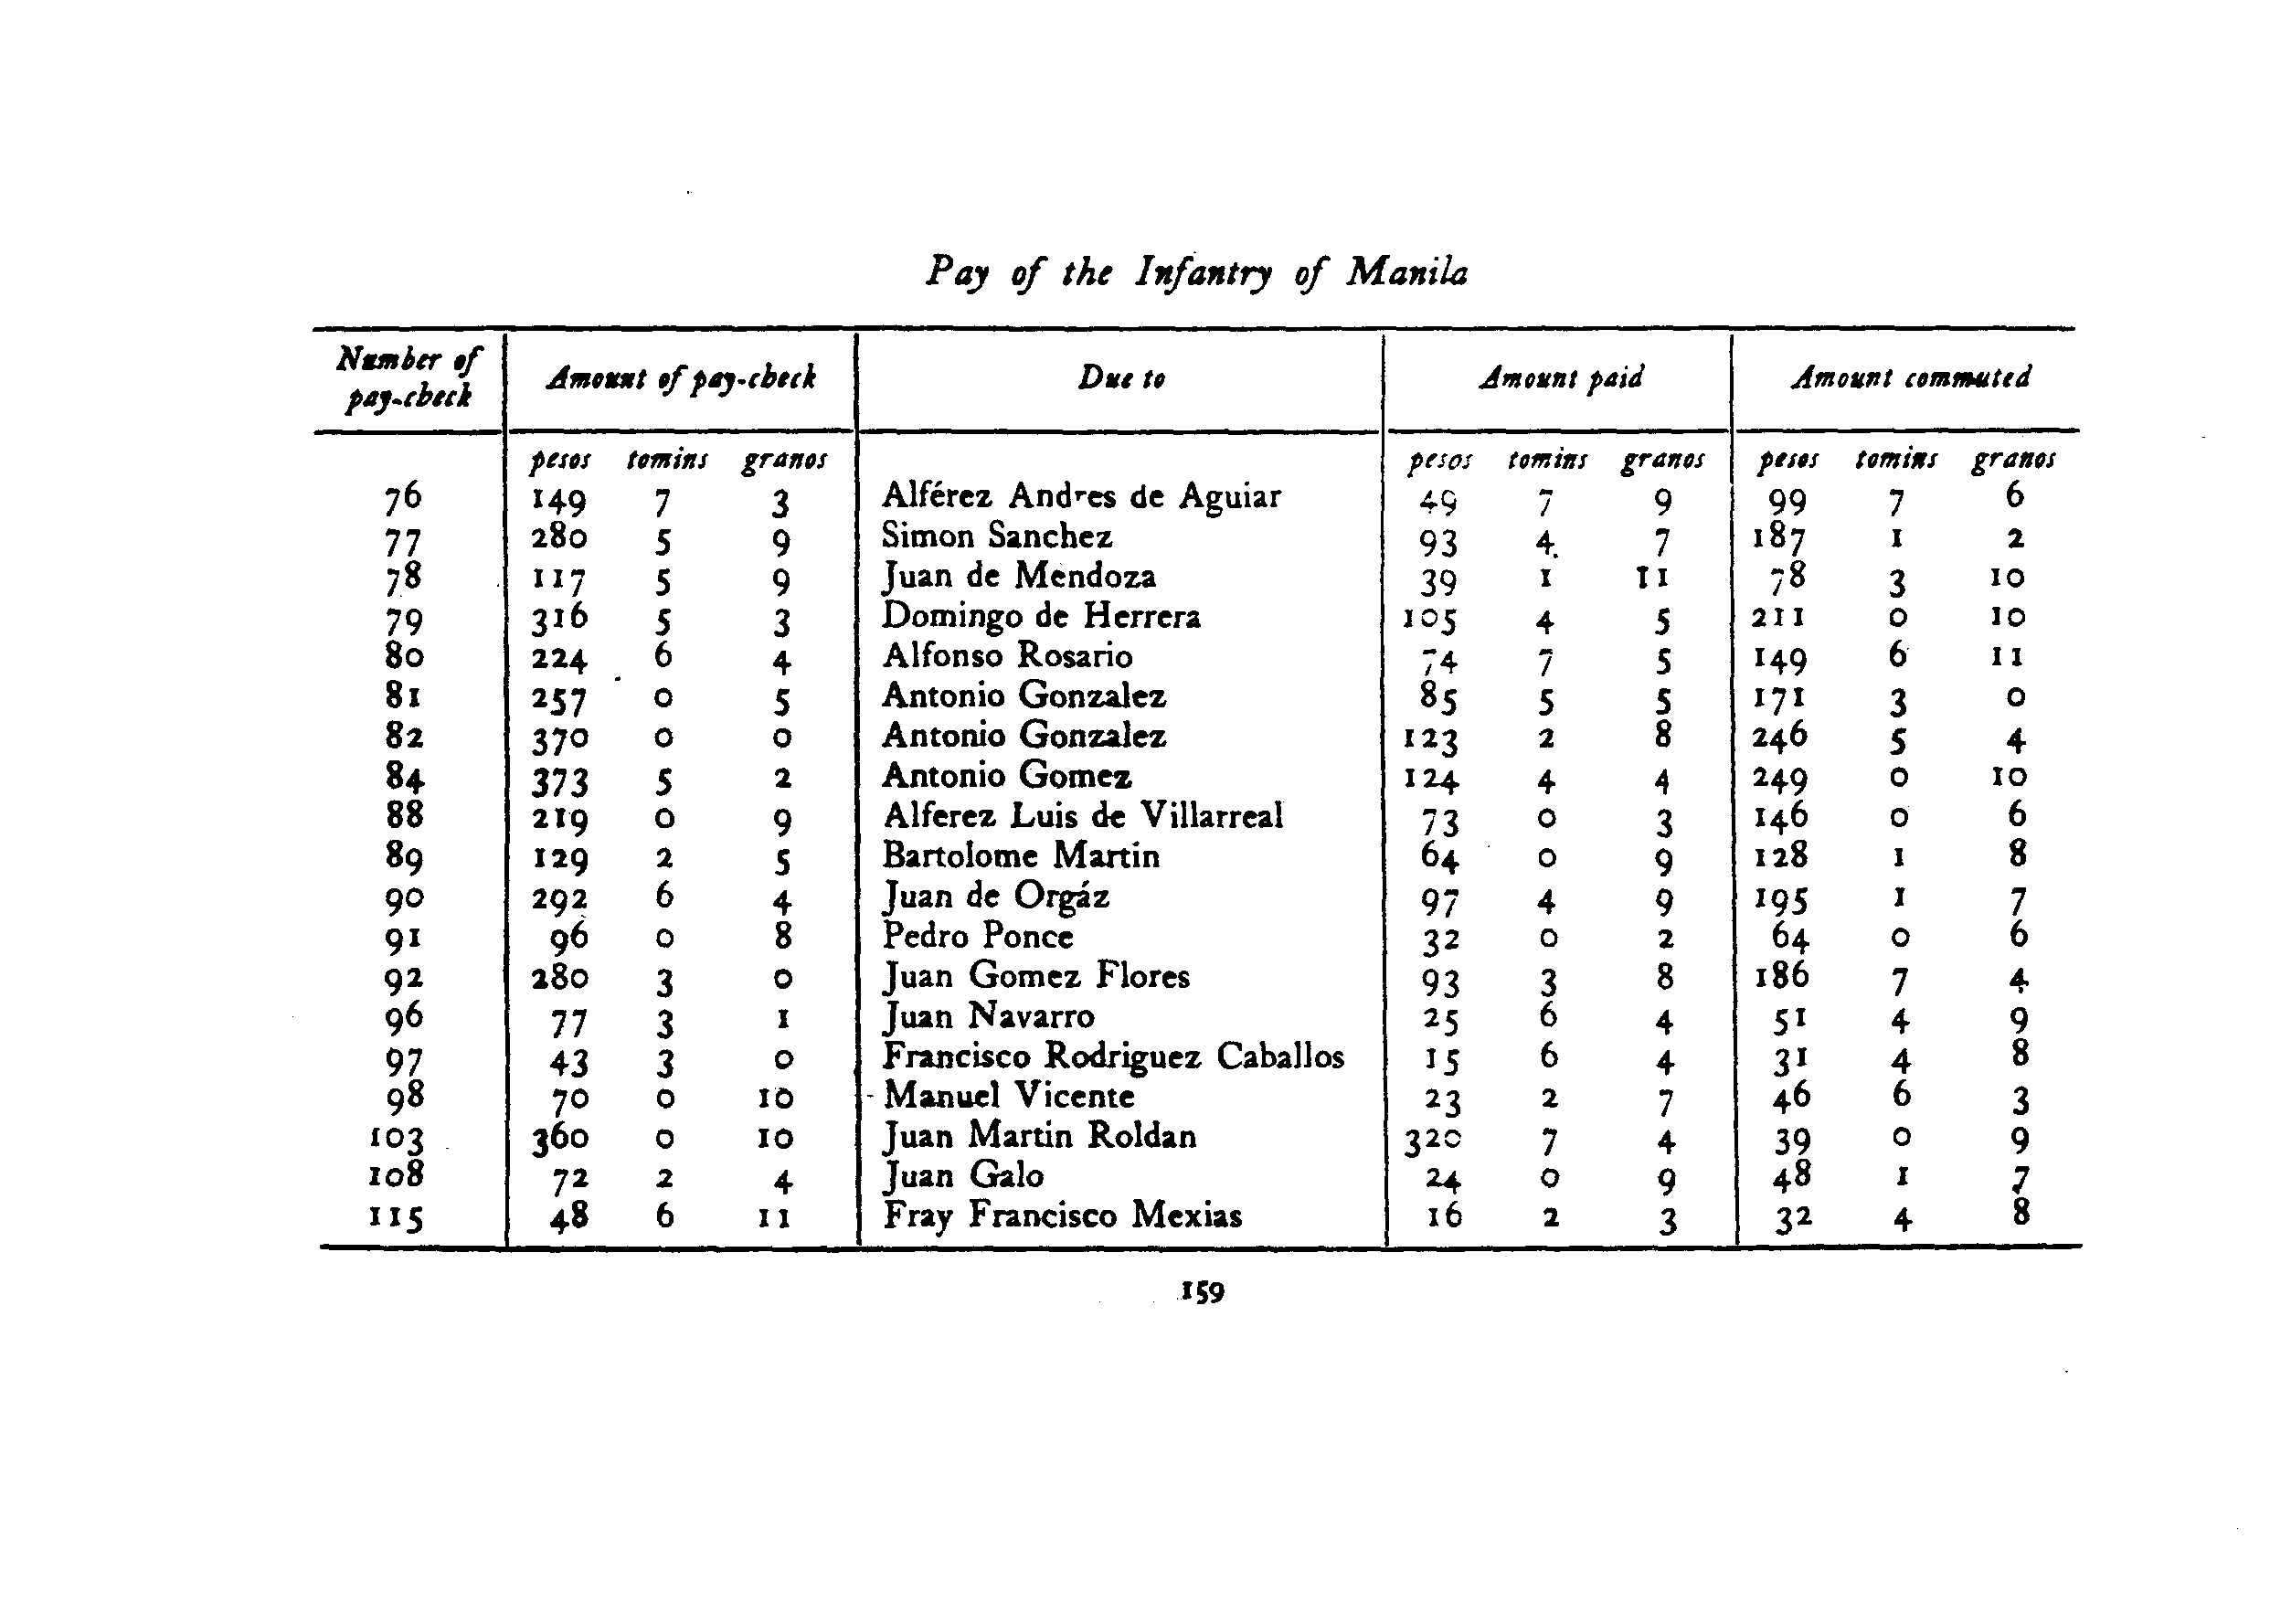 Pay of the Infantry of Manila
Number of pay-check Amount of pay-check Due to Amount paid Amount commuted
pesos tomins granos pesos tomins granos pesos tomins granos
76 149 7 3 Alférez Andres de Aguiar 49 7 9 99 7 6
77 280 5 9 Simon Sanchez 93 4 7 187 1 2
78 117 5 9 Juan de Mendoza 39 1 11 78 3 10
79 316 5 3 Domingo de Herrera 105 4 5 211 0 10
80 224 6 4 Alfonso Rosario 74 7 5 149 6 11
81 257 0 5 Antonio Gonzalez 85 5 5 171 3 0
82 370 0 0 Antonio Gonzalez 123 2 8 246 5 4
84 373 5 2 Antonio Gomez 124 4 4 249 0 10
88 219 0 9 Alferez Luis de Villarreal 73 0 3 146 0 6
89 129 2 5 Bartolome Martin 64 0 9 128 1 8
90 292 6 4 Juan de Orgáz 97 4 9 195 1 7
91 96 0 8 Pedro Ponce 32 0 2 64 0 6
92 280 3 0 Juan Gomez Flores 93 3 8 186 7 4
96 77 3 1 Juan Navarro 25 6 4 51 4 9
97 43 3 0 Francisco Rodriguez Caballos 15 6 4 31 4 8
98 70 0 10 Manuel Vicente 23 2 7 46 6 3
103 360 0 10 Juan Martin Roldan 320 7 4 39 0 9
108 72 2 4 Juan Galo 24 0 9 48 1 7
115 48 6 11 Fray Francisco Mexias 16 2 3 32 4 8
159